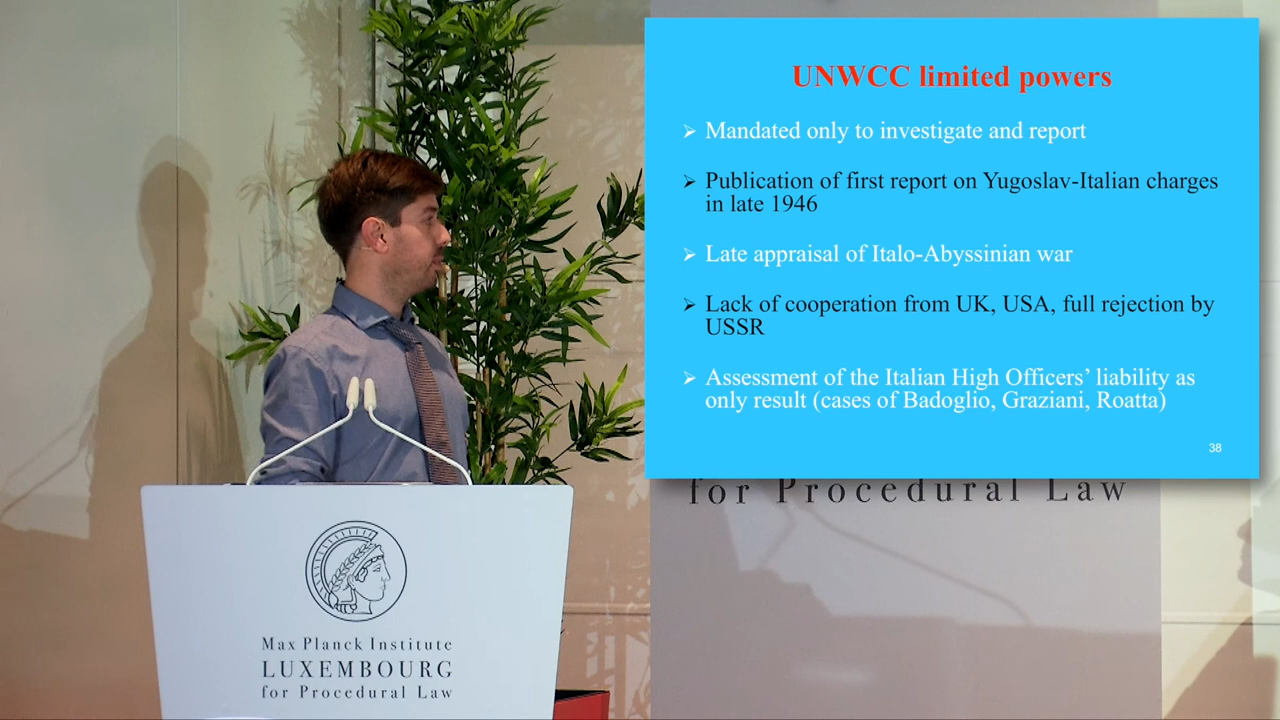 UNWCC limited powers
Mandated only to investigate and report
Publication of first report on Yugoslav-Italian charges
in late 1946
Late appraisal of Italo-Abyssinian war
Lack of cooperation from UK, USA, full rejection by
USSR
Assessment of the Italian High Officers’ liability as
only result (cases of Badoglio, Graziani, Roatta)
38
for Procedural Law
Max Planck Institute
LUXEMBOURG
for Procedural Law